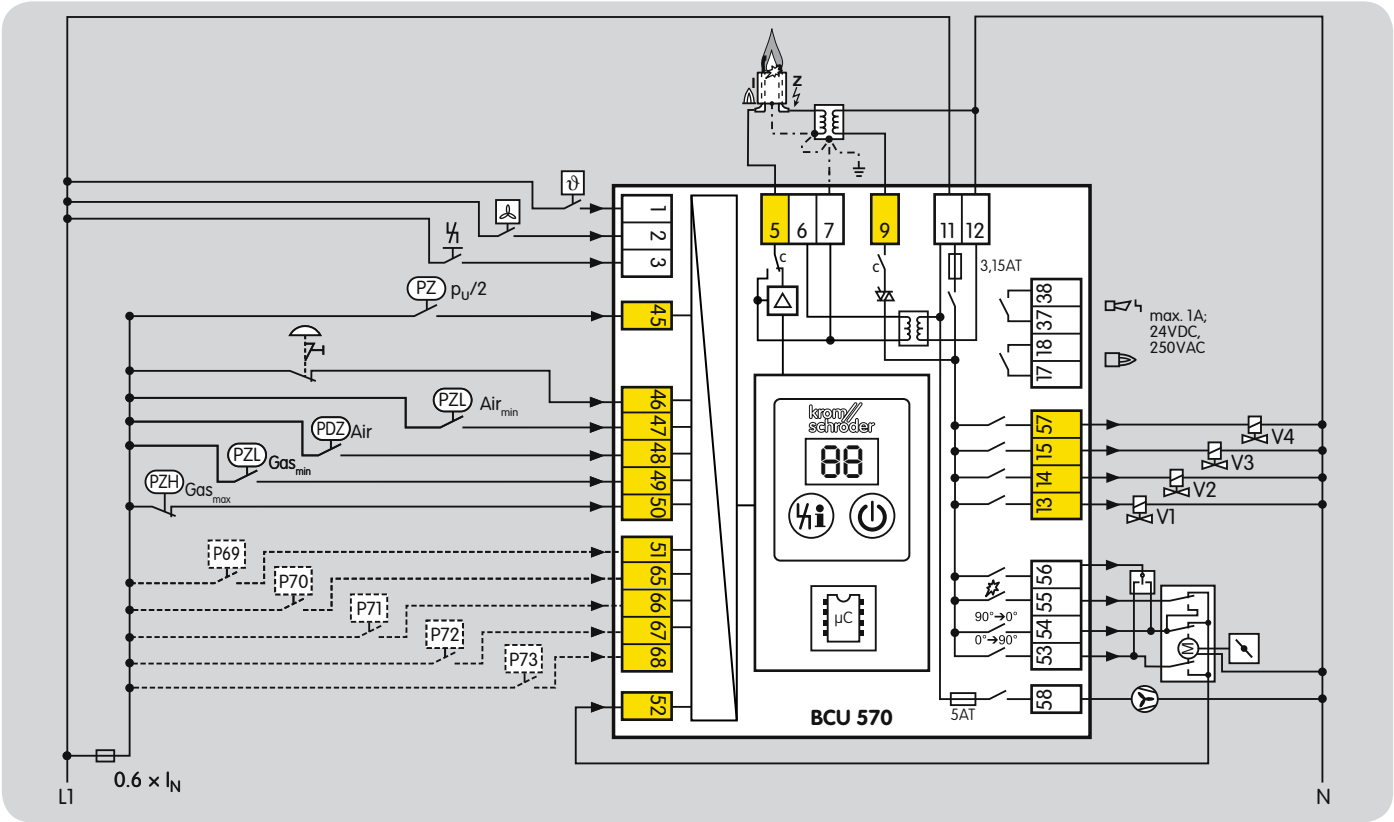 I
Z
ϑ
1
2
3
5
6
7
9
11
12
c
c
3,15AT
PZ
pU/2
45
38
37
18
17
max. 1A;
24VDC,
250VAC
PZL
Airmin
PDZ
Air
PZL
Gasmin
PZH
Gasmax
46
47
48
49
50
krom//
schröder
88
i
µC
57
15
14
13
V4
V3
V2
V1
P69
P70
P71
P72
P73
51
65
66
67
68
52
56
55
54
53
58
90°→0°
0°→90°
M
5AT
BCU 570
0.6 × IN
L1
N